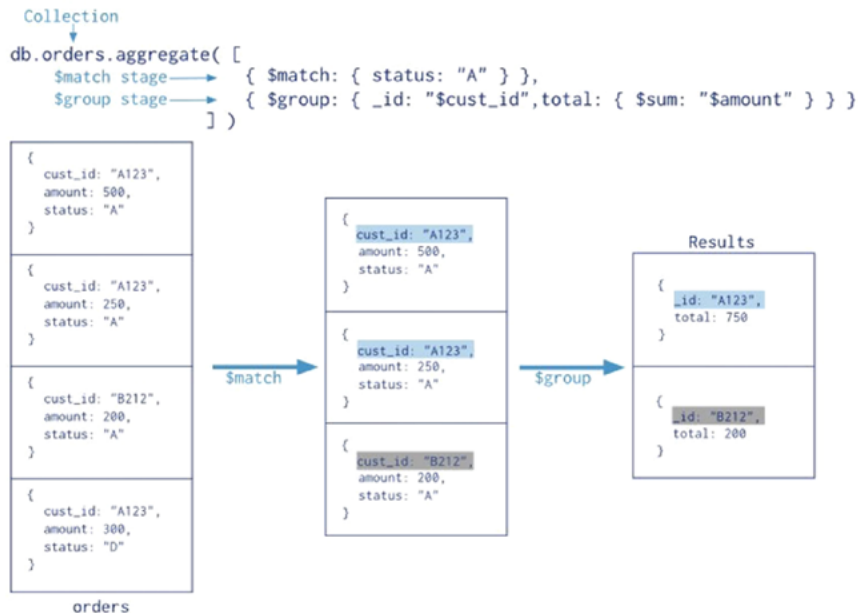 Collection
db.orders.aggregate( [
$match stage { $match: { status: "A" } },
$group stage { $group: { _id: "$cust_id",total: { $sum: "$amount" } } }
] )
{
cust_id: "A123",
amount: 500,
status: "A"
}
{
cust_id: "A123",
amount: 250,
status: "A"
}
{
cust_id: "B212",
amount: 200,
status: "A"
}
{
cust_id: "A123",
amount: 300,
status: "D"
}
orders
$match
{
cust_id: "A123",
amount: 500,
status: "A"
}
{
cust_id: "A123",
amount: 250,
status: "A"
}
{
cust_id: "B212",
amount: 200,
status: "A"
}
$group
Results
{
_id: "A123",
total: 750
}
{
_id: "B212",
total: 200
}